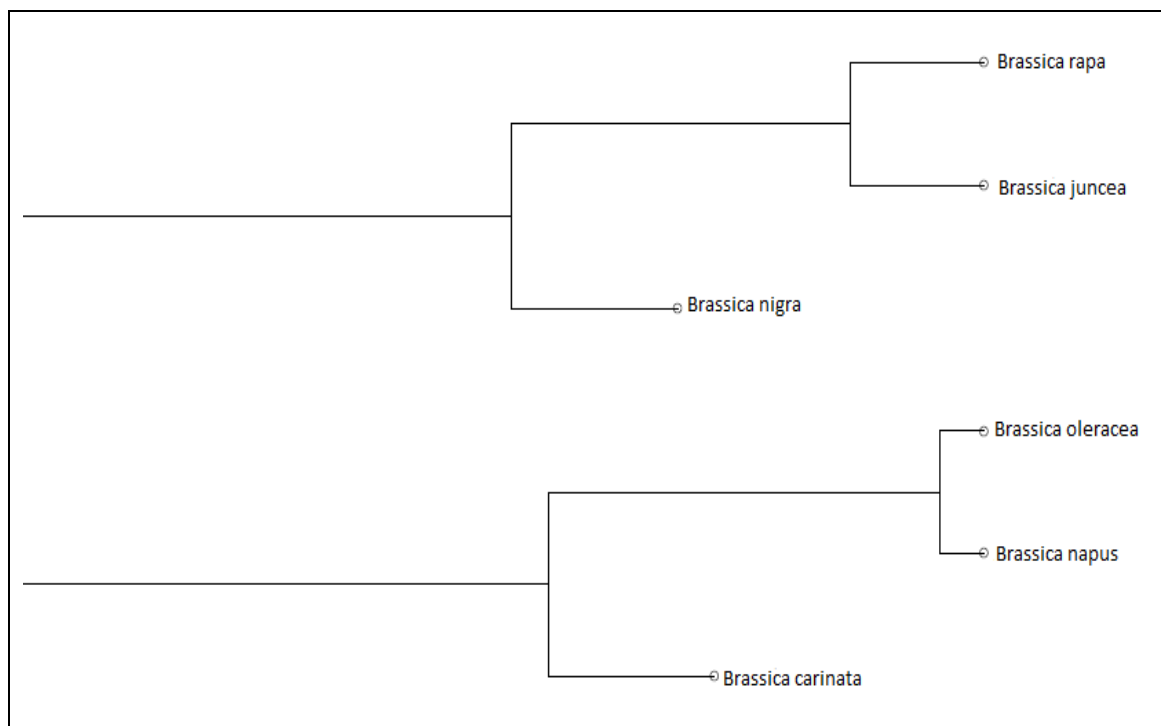 Brassica rapa
Brassica juncea
Brassica nigra
Brassica oleracea
Brassica napus
Brassica carinata